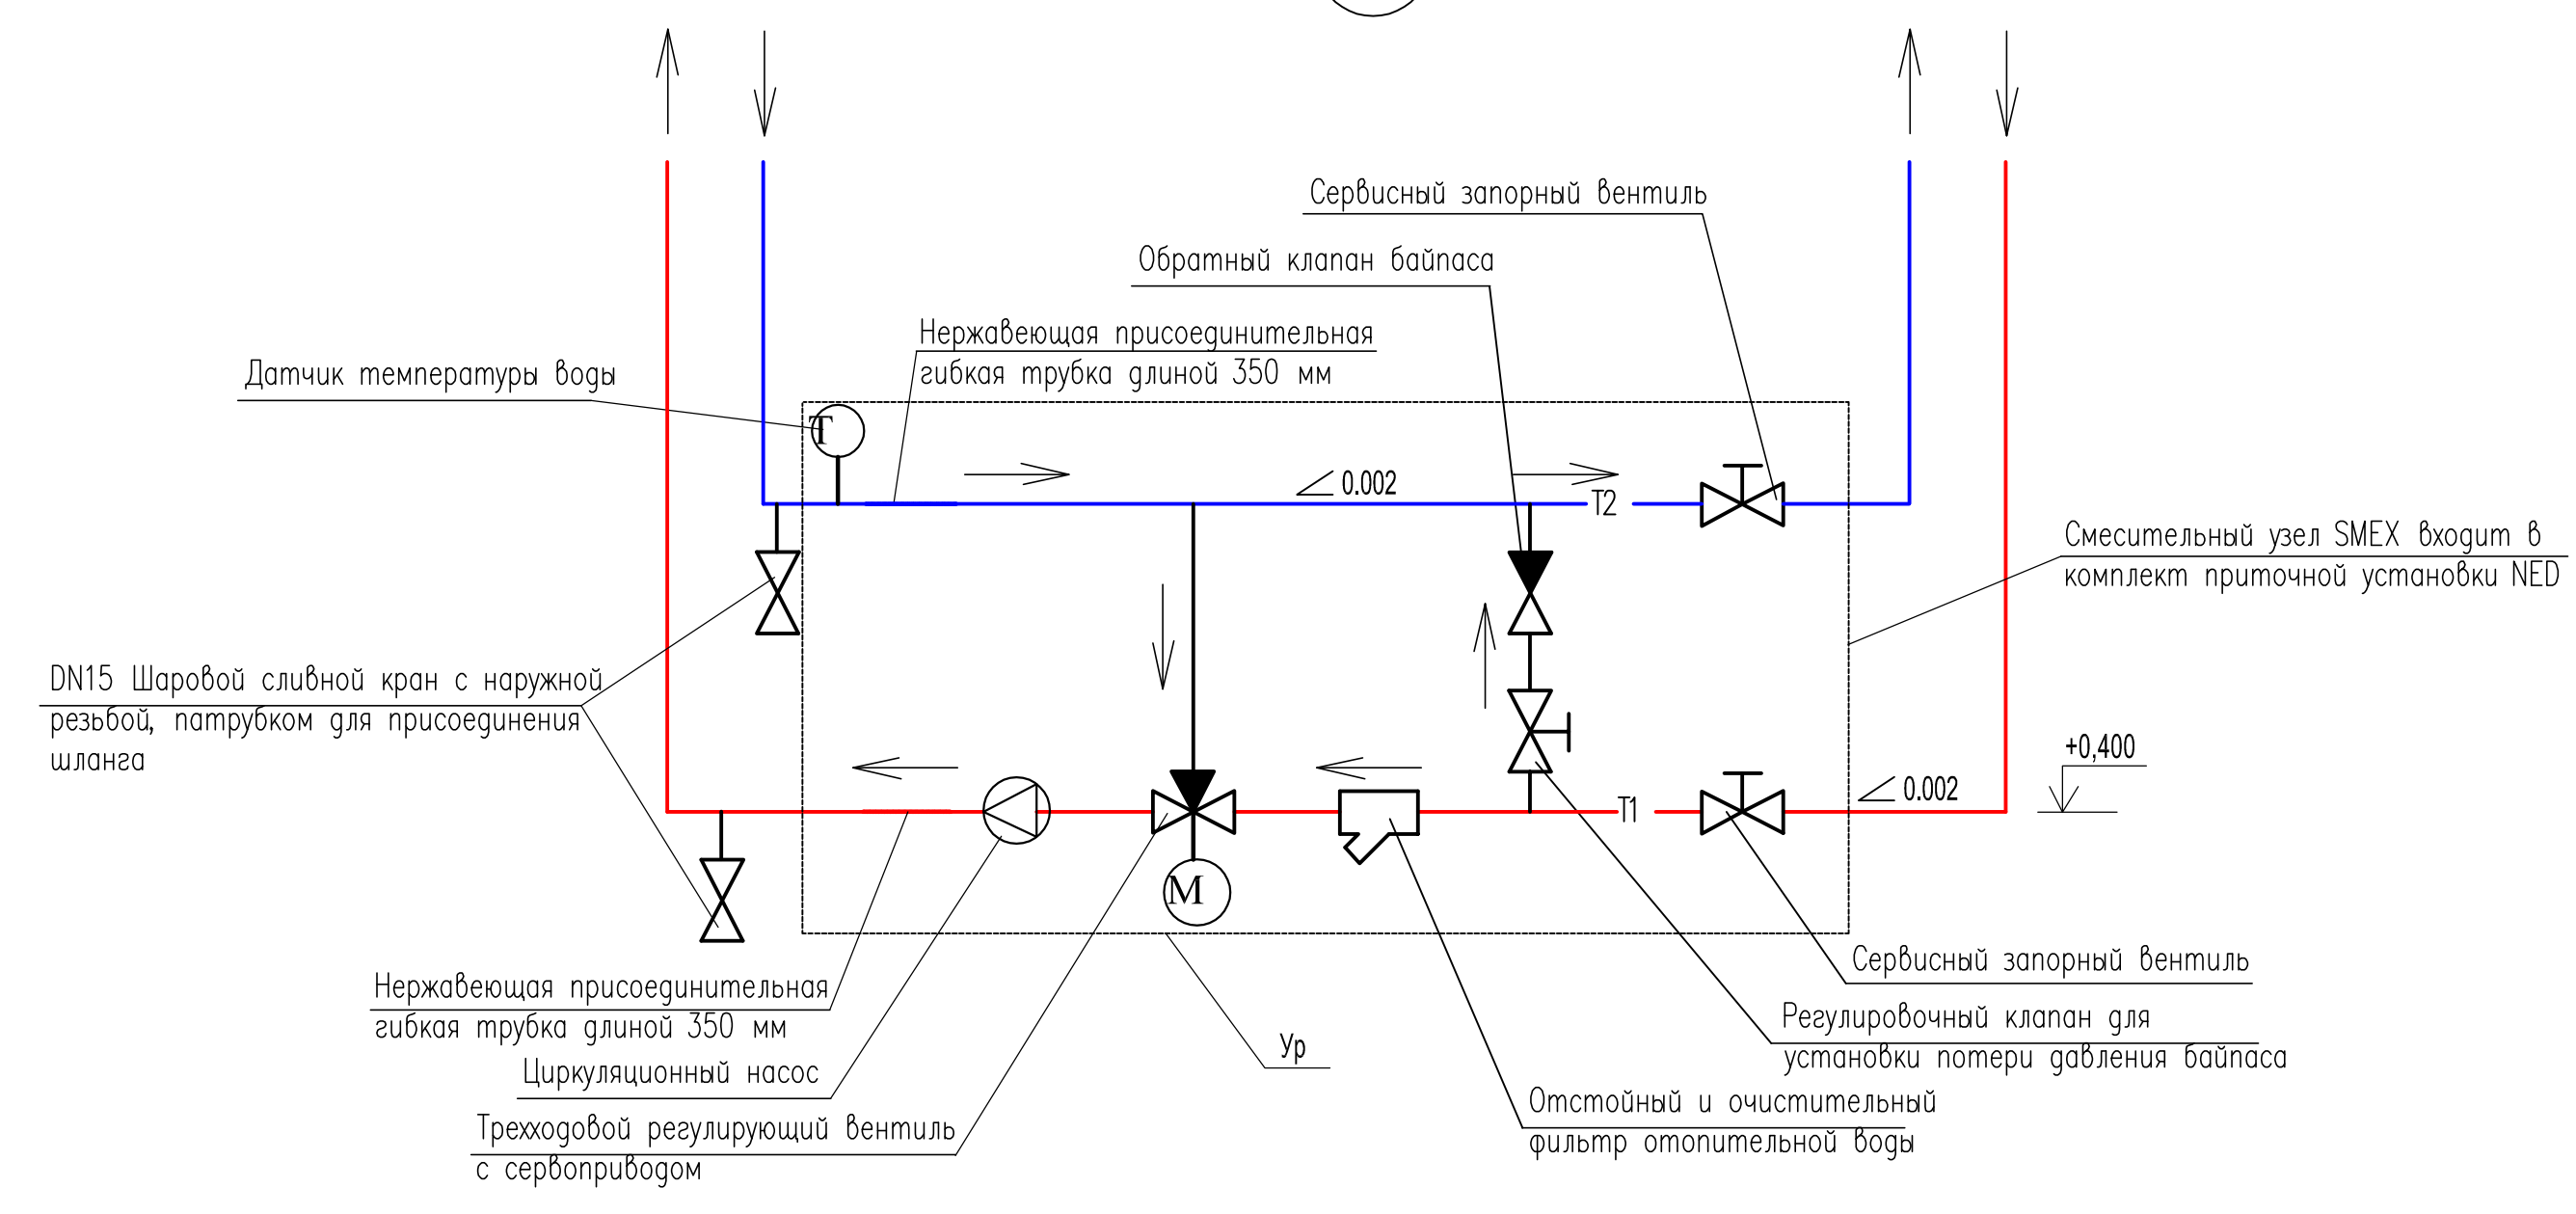 Сервисный запорный вентиль
Обратный клапан байпаса
Нержавеющая присоединительная
гибкая трубка длиной 350 мм
Датчик температуры воды
T
0.002
T2
Смесительный узел SMEX входит в
комплект приточной установки NED
DN15 Шаровой сливной кран с наружной
резьбой, патрубком для присоединения
шланга
+0,400
0.002
T1
M
Сервисный запорный вентиль
Нержавеющая присоединительная
гибкая трубка длиной 350 мм
Регулировочный клапан для
установки потери давления байпаса
Ур
Циркуляционный насос
Отстойный и очистительный
фильтр отопительной воды
Трехходовой регулирующий вентиль
с сервоприводом